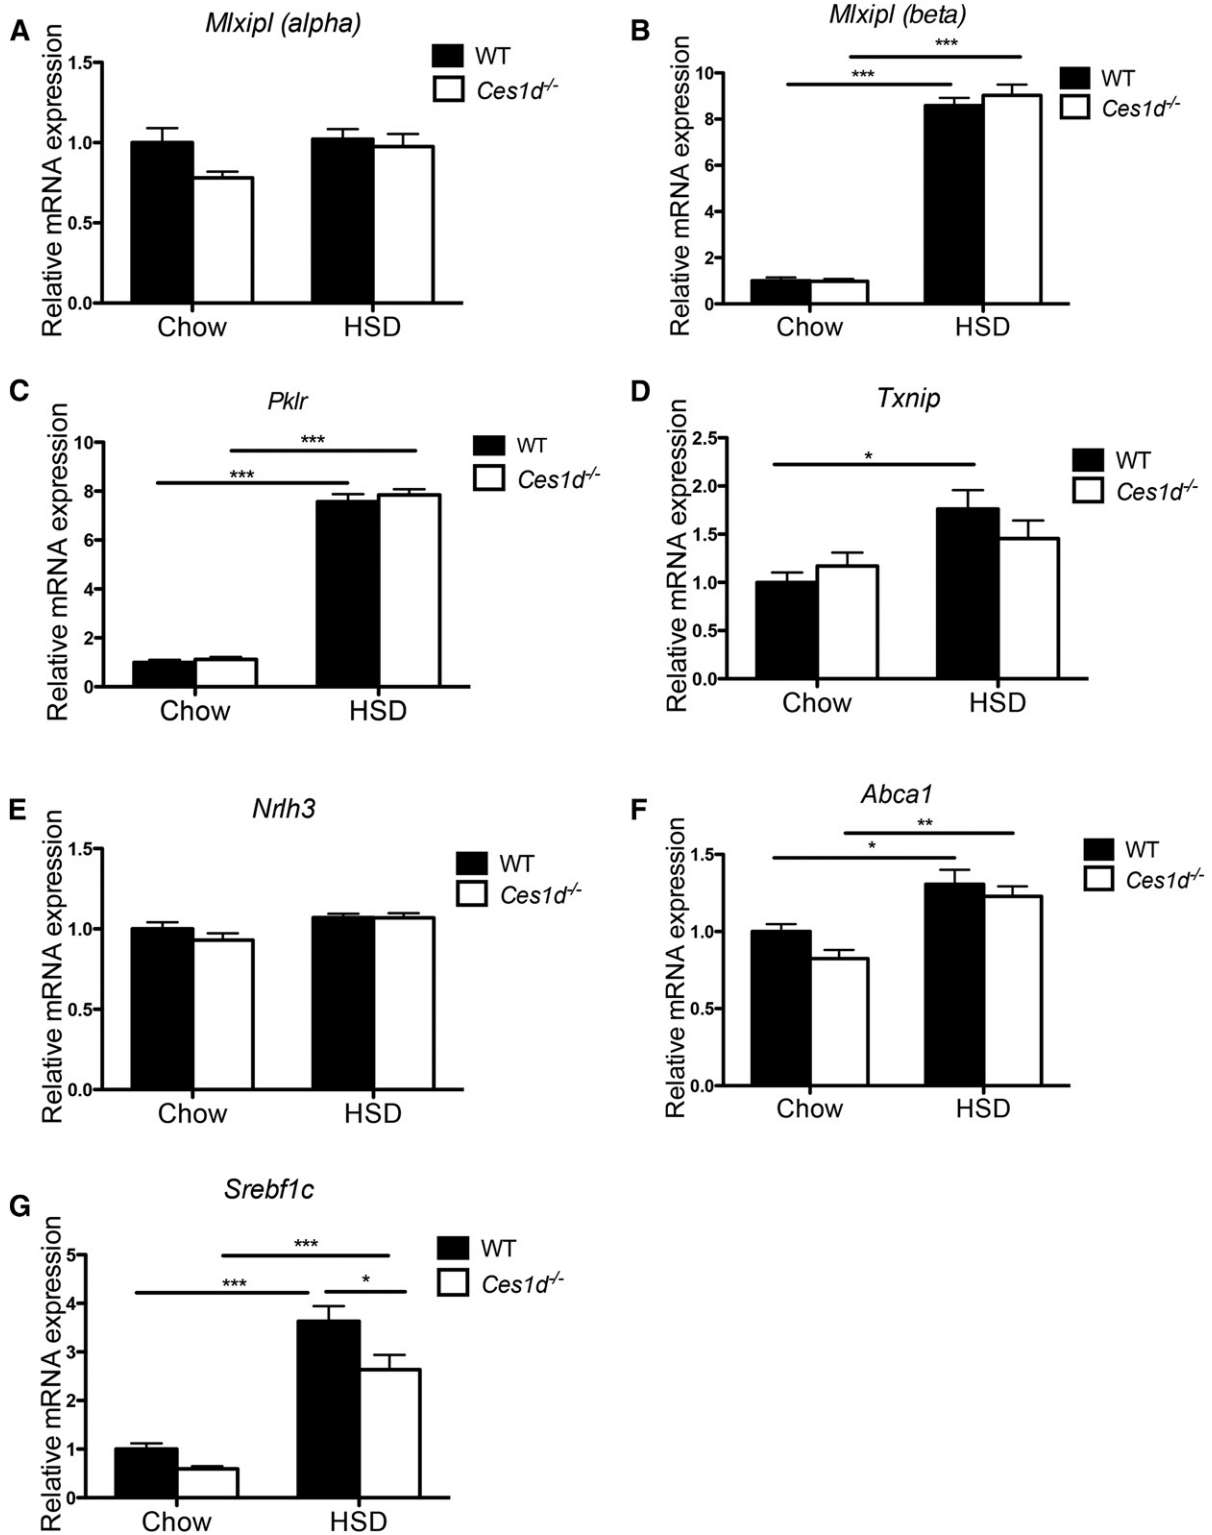 A
Mlxipl (alpha)
Relative mRNA expression
1.5
1.0
0.5
0.0
Chow
HSD
WT
Ces1d-/-
B
Mlxipl (beta)
Relative mRNA expression
***
***
10
8
6
4
2
0
Chow
HSD
WT
Ces1d-/-
C
Pklr
Relative mRNA expression
***
***
10
8
6
4
2
0
Chow
HSD
WT
Ces1d-/-
D
Txnip
Relative mRNA expression
*
2.5
2.0
1.5
1.0
0.5
0.0
Chow
HSD
WT
Ces1d-/-
E
Nrlh3
Relative mRNA expression
1.5
1.0
0.5
0.0
Chow
HSD
WT
Ces1d-/-
F
Abca1
Relative mRNA expression
**
*
1.5
1.0
0.5
0.0
Chow
HSD
WT
Ces1d-/-
G
Srebf1c
Relative mRNA expression
***
***
*
5
4
3
2
1
0
Chow
HSD
WT
Ces1d-/-